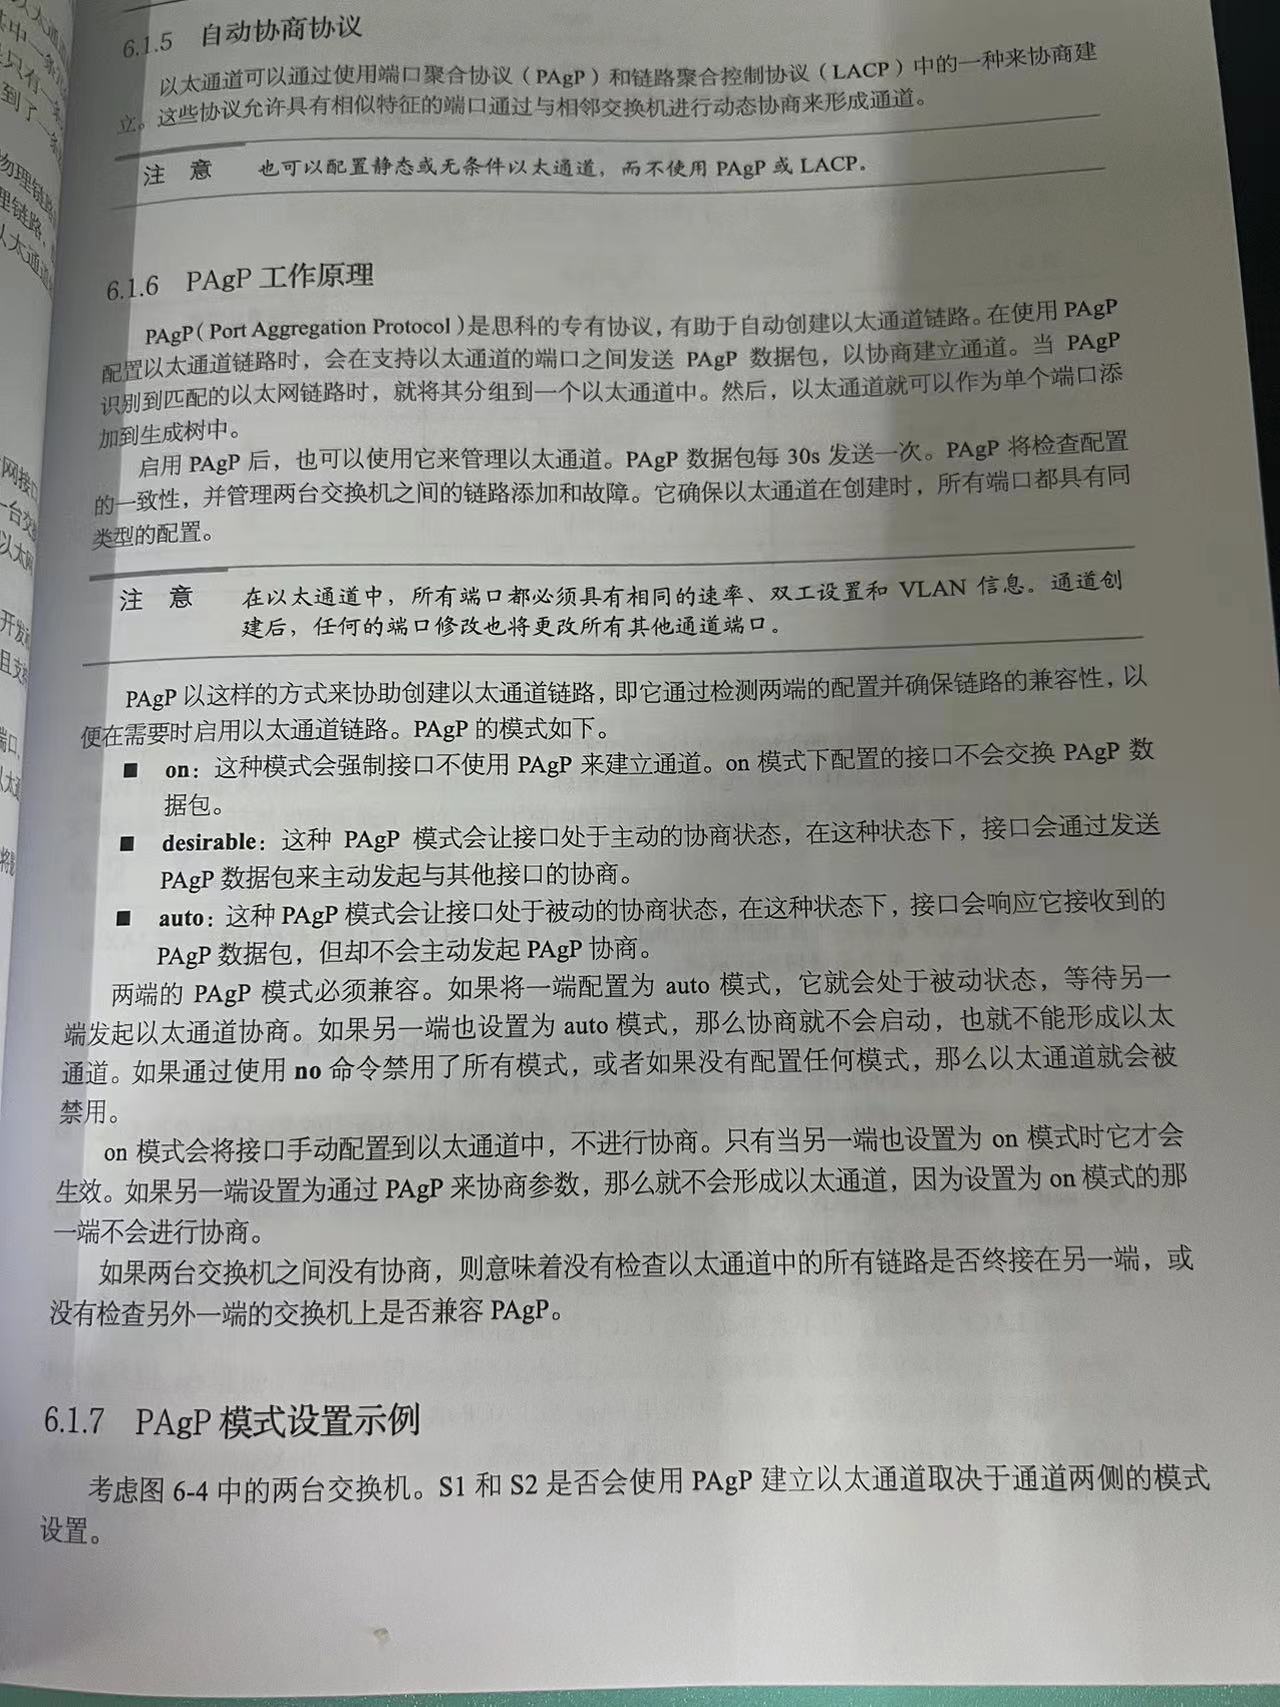 6.1.5 自动协商协议
以太通道可以通过使用端口聚合协议（PAgP）和链路聚合控制协议（LACP）中的一种来协商建
立。这些协议允许具有相似特征的端口通过与相邻交换机进行动态协商来形成通道。
注 意 也可以配置静态或无条件以太通道，而不使用 PAgP 或 LACP。
6.1.6 PAgP 工作原理
PAgP（Port Aggregation Protocol）是思科的专有协议，有助于自动创建以太通道链路。在使用 PAgP
配置以太通道链路时，会在支持以太通道的端口之间发送 PAgP 数据包，以协商建立通道。当 PAgP
识别到匹配的以太网链路时，就将其分组到一个以太通道中。然后，以太通道就可以作为单个端口添
加到生成树中。
启用 PAgP 后，也可以使用它来管理以太通道。PAgP 数据包每 30s 发送一次。PAgP 将检查配置
的一致性，并管理两台交换机之间的链路添加和故障。它确保以太通道在创建时，所有端口都具有同
类型的配置。
注 意 在以太通道中，所有端口都必须具有相同的速率、双工设置和 VLAN 信息。通道创
建后，任何的端口修改也将更改所有其他通道端口。
PAgP 以这样的方式来协助创建以太通道链路，即它通过检测两端的配置并确保链路的兼容性，以
便在需要时启用以太通道链路。PAgP 的模式如下。
■ on：这种模式会强制接口不使用 PAgP 来建立通道。on 模式下配置的接口不会交换 PAgP 数
据包。
■ desirable：这种 PAgP 模式会让接口处于主动的协商状态，在这种状态下，接口会通过发送
PAgP 数据包来主动发起与其他接口的协商。
■ auto：这种 PAgP 模式会让接口处于被动的协商状态，在这种状态下，接口会响应它接收到的
PAgP 数据包，但却不会主动发起 PAgP 协商。
两端的 PAgP 模式必须兼容。如果将一端配置为 auto 模式，它就会处于被动状态，等待另一
端发起以太通道协商。如果另一端也设置为 auto 模式，那么协商就不会启动，也就不能形成以太
通道。如果通过使用 no 命令禁用了所有模式，或者如果没有配置任何模式，那么以太通道就会被
禁用。
on 模式会将接口手动配置到以太通道中，不进行协商。只有当另一端也设置为 on 模式时它才会
生效。如果另一端设置为通过 PAgP 来协商参数，那么就不会形成以太通道，因为设置为 on 模式的那
一端不会进行协商。
如果两台交换机之间没有协商，则意味着没有检查以太通道中的所有链路是否终接在另一端，或
没有检查另外一端的交换机上是否兼容 PAgP。
6.1.7 PAgP 模式设置示例
考虑图 6-4 中的两台交换机。S1 和 S2 是否会使用 PAgP 建立以太通道取决于通道两侧的模式
设置。